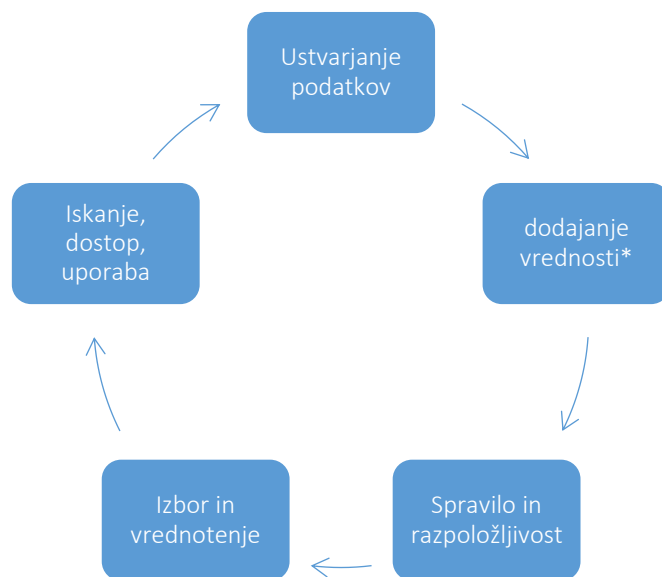 Ustvarjanje
podatkov
dodajanje
vrednosti*
Spravilo in
razpoložljivost
Izbor in
vrednotenje
Iskanje,
dostop,
uporaba